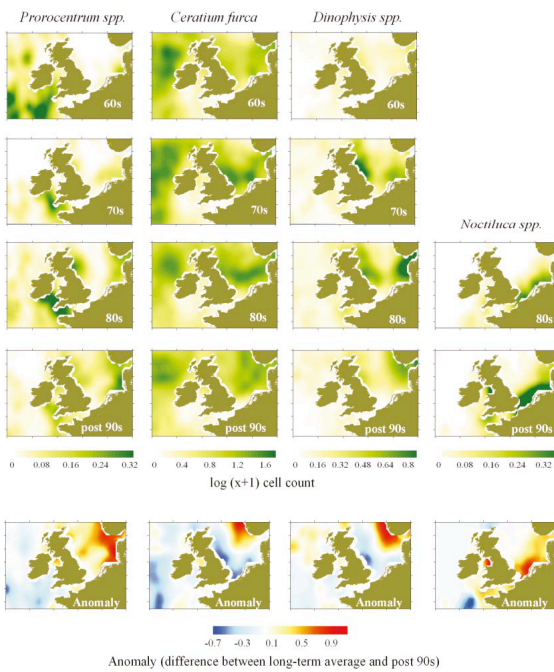 Prorocentrum spp. Ceratium furca Dinophysis spp.
60s 60s 60s
70s 70s 70s
Noctiluca spp.
80s 80s 80s 80s
post 90s post 90s post 90s post 90s
0 0.08 0.16 0.24 0.32 0 0.4 0.8 1.2 1.6 0 0.16 0.32 0.48 0.64 0.8 0 0.08 0.16 0.24 0.32
log (x+1) cell count
Anomaly Anomaly Anomaly Anomaly
-0.7 -0.3 0.1 0.5 0.9
Anomaly (difference between long-term average and post 90s)